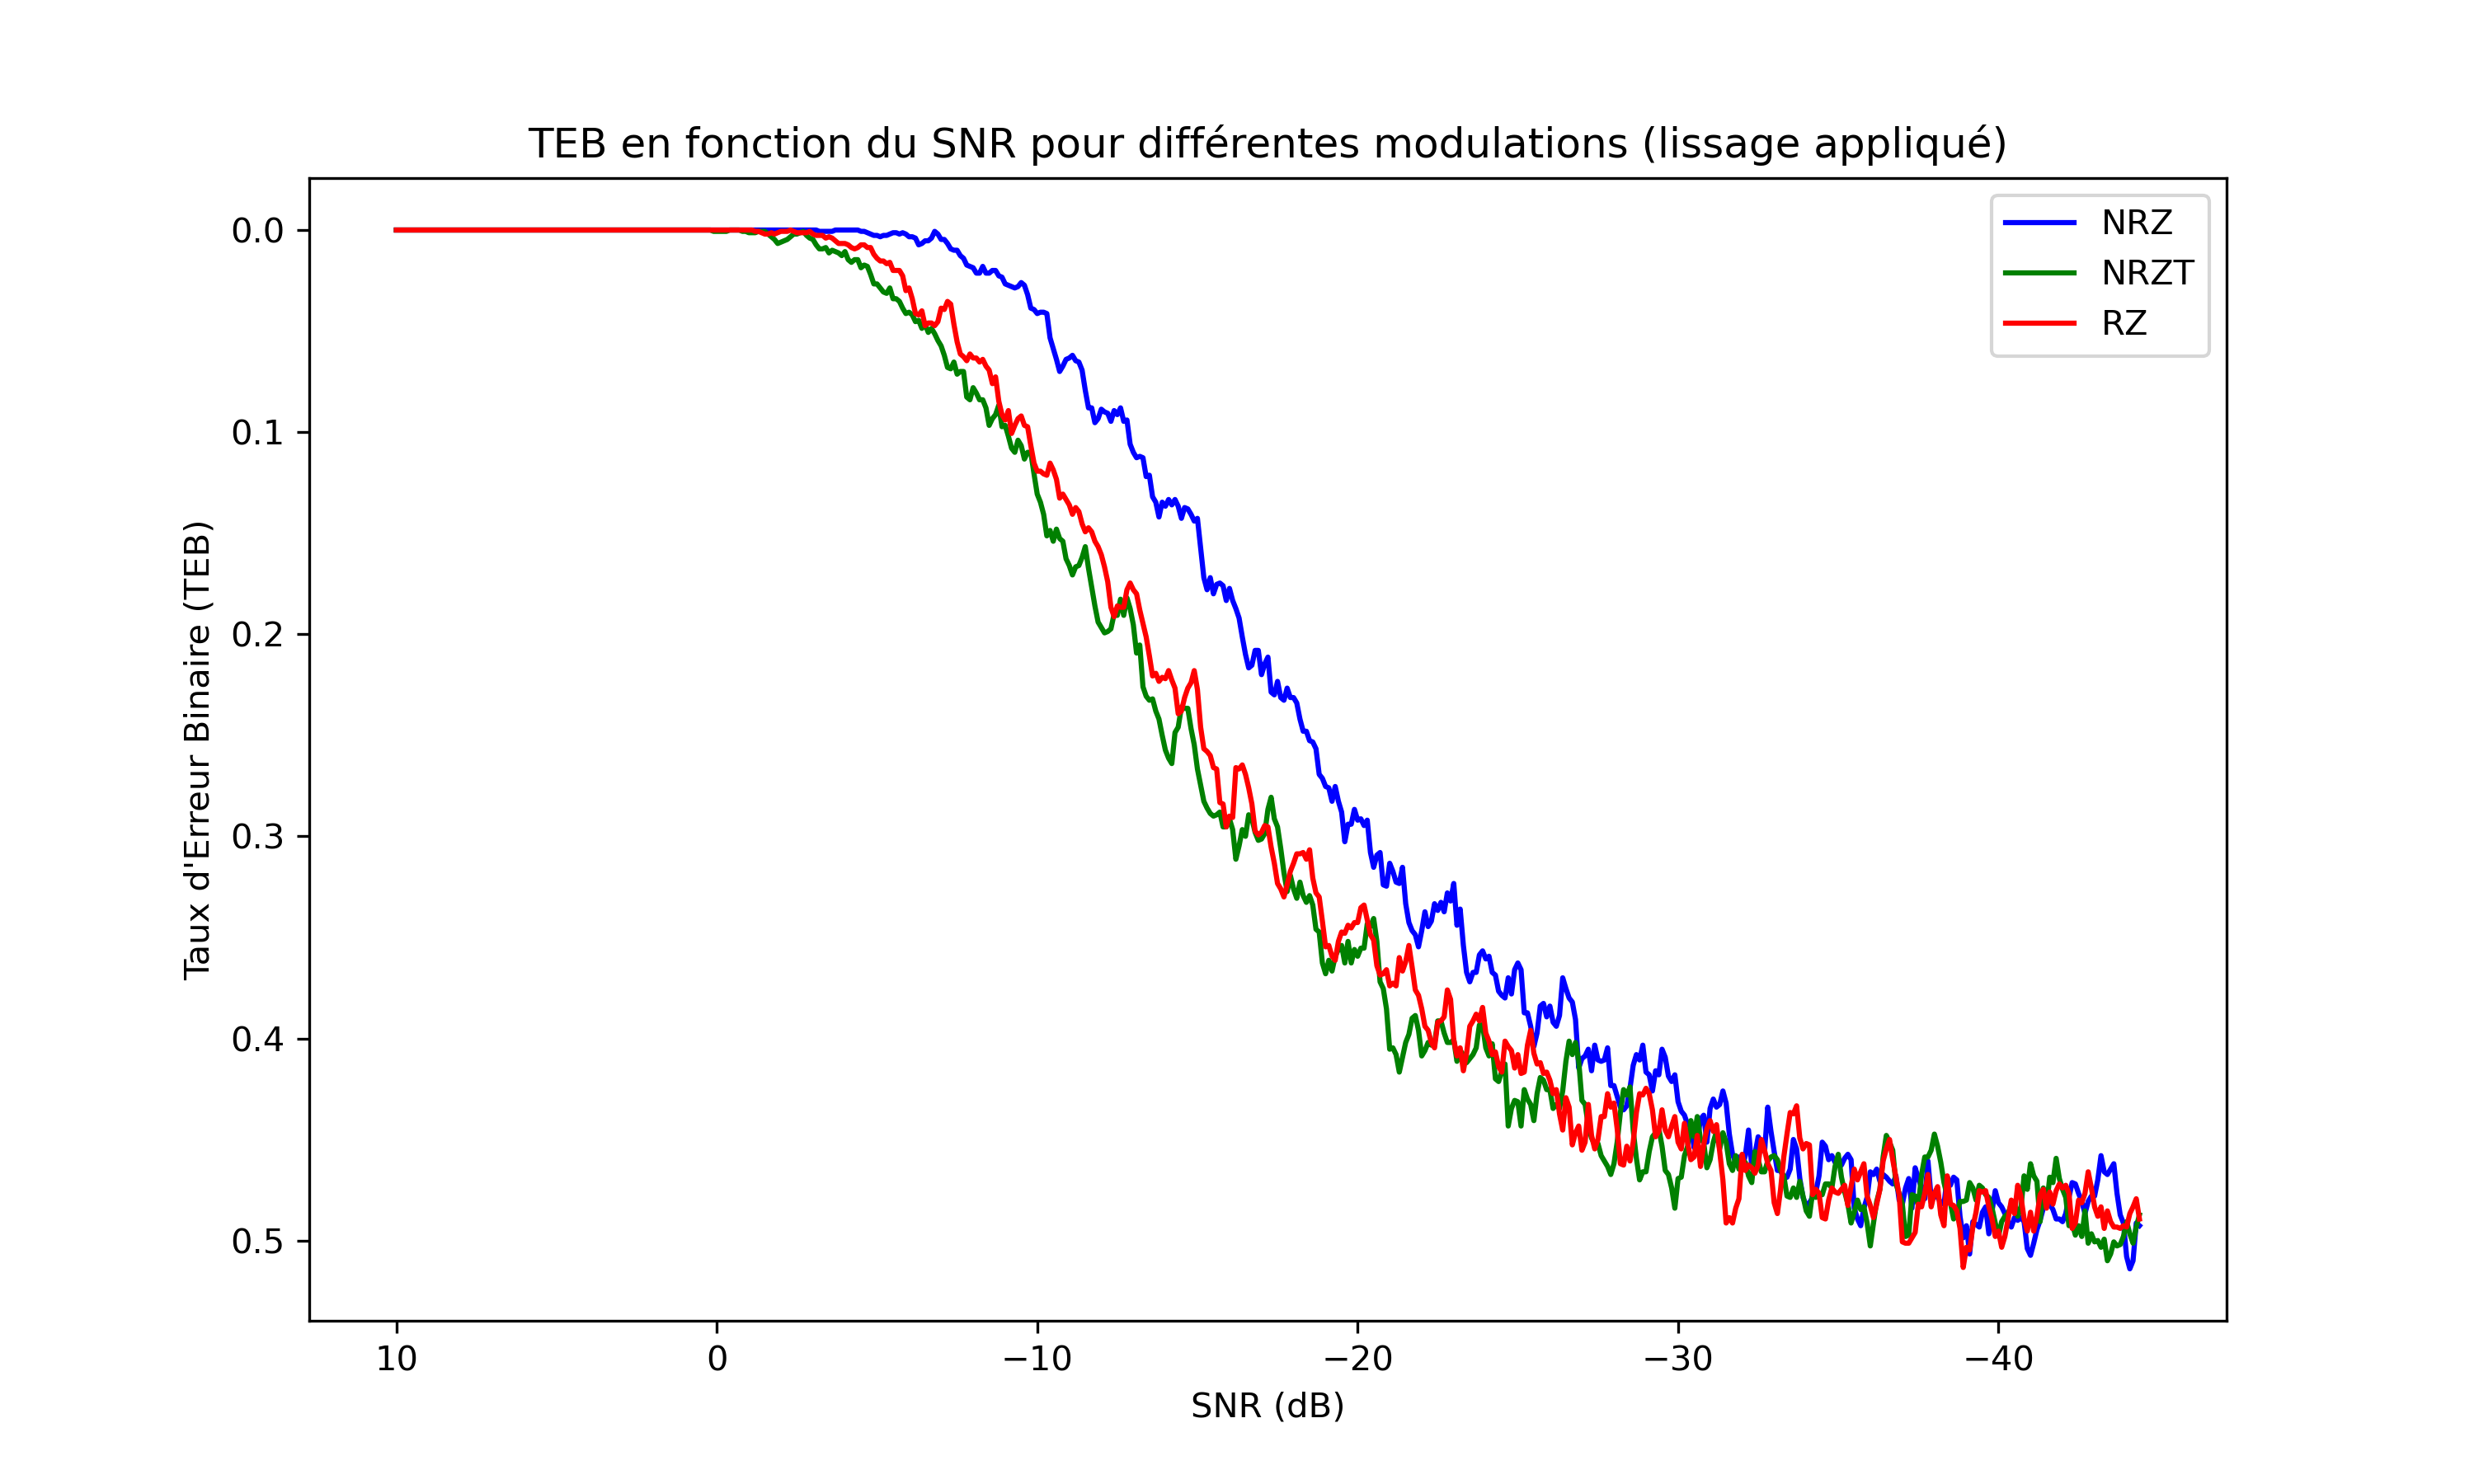 TEB en fonction du SNR pour différentes modulations (lissage appliqué)
NRZ
NRZT
RZ
Taux d'Erreur Binaire (TEB)
0.0
0.1
0.2
0.3
0.4
0.5
10 0 −10 −20 −30 −40
SNR (dB)